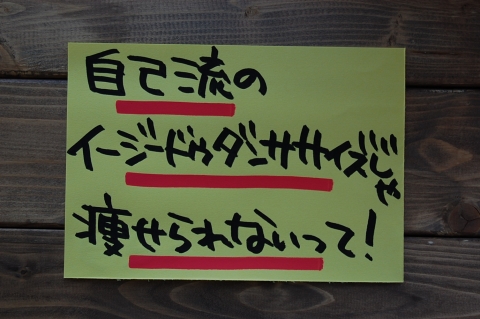 自己流の
イージードゥダンササイズじゃ
痩せられないって!